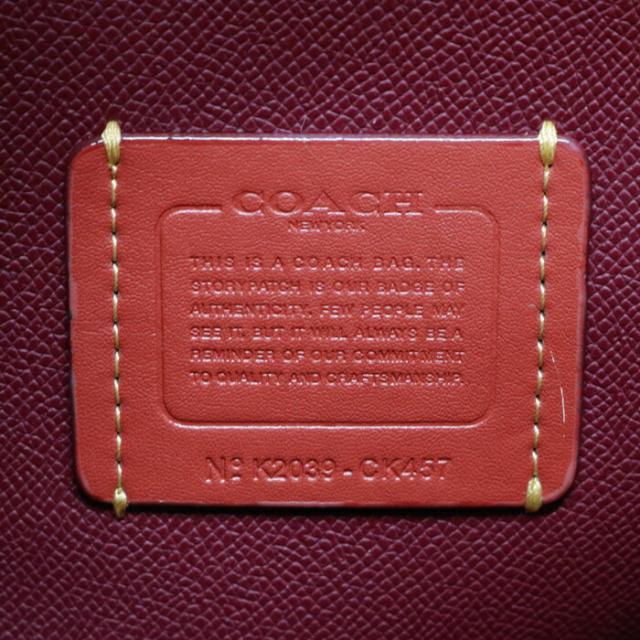 COACH
NEW YORK
THIS IS A COACH BAG. THE
STORYPATCH IS OUR BADGE OF
AUTHENTICITY. FEW PEOPLE MAY
SEE IT, BUT IT WILL ALWAYS BE A
REMINDER OF OUR COMMITMENT
TO QUALITY AND CRAFTSMANSHIP.
Nº K2039-CK457